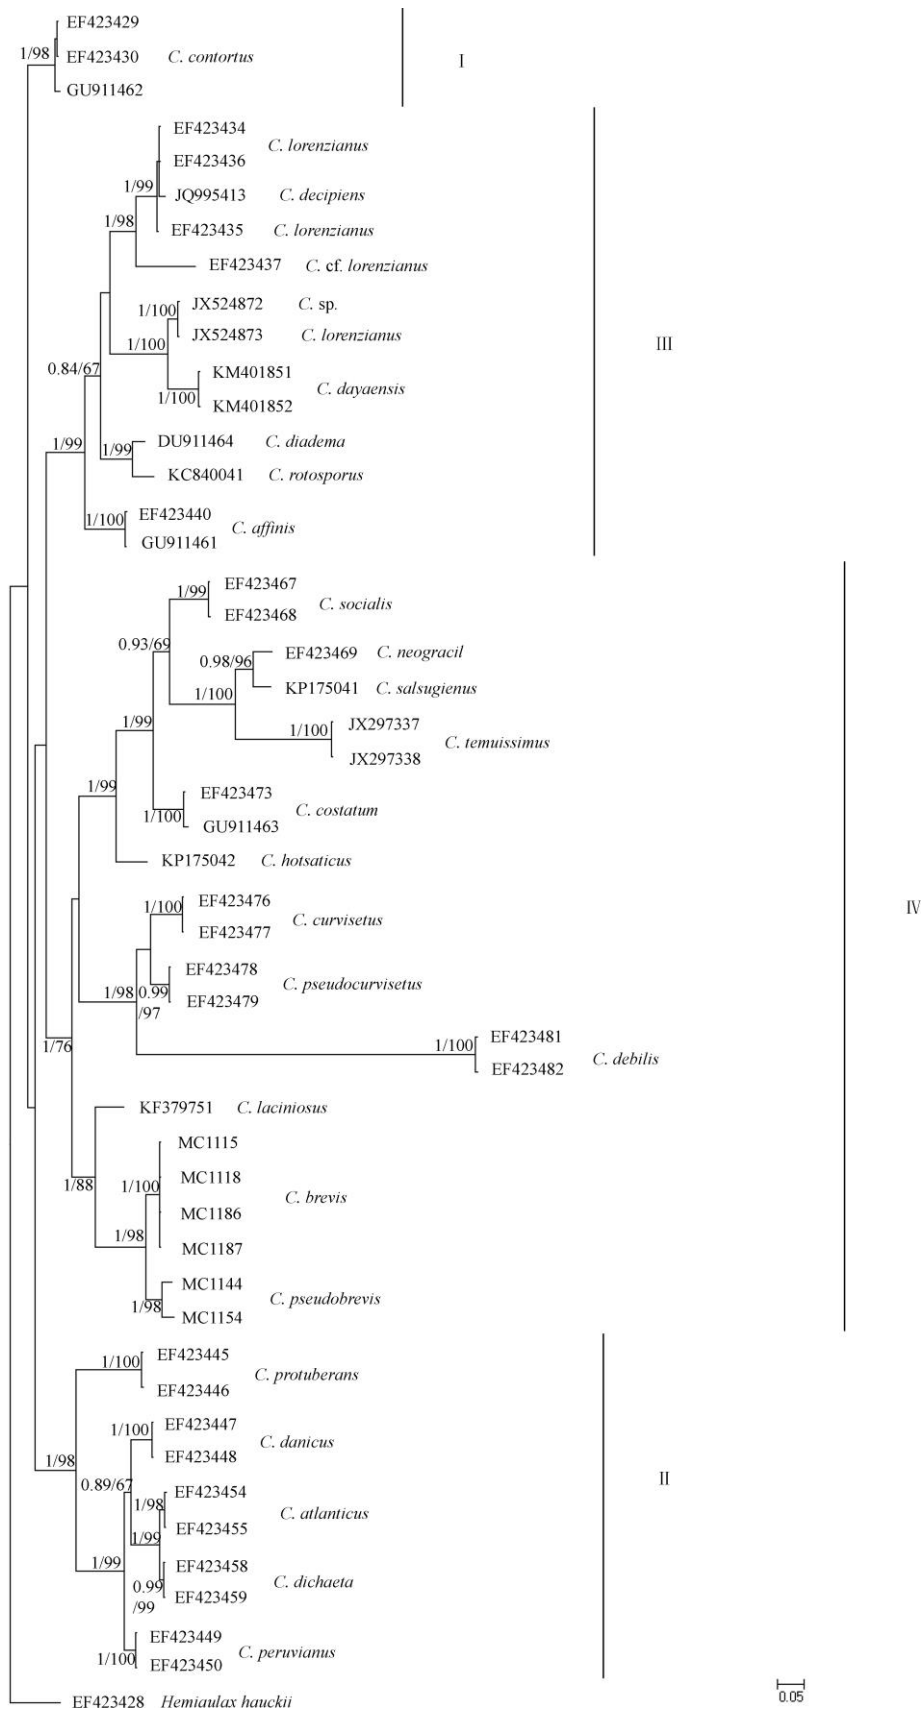 EF423429
1/98
EF423430 C. contortus
I
GU911462
EF423434
C. lorenzianus
EF423436
1/99
JQ995413 C. decipiens
1/98
EF423435 C. lorenzianus
EF423437 C. cf. lorenzianus
JX524872 C. sp.
1/100
JX524873 C. lorenzianus
1/100
III
0.84/67
KM401851
C. dayaensis
1/100
KM401852
DU911464 C. diadema
1/99
1/99
KC840041 C. rotosporus
EF423440
1/100
C. affinis
GU911461
EF423467
1/99
C. socialis
EF423468
0.93/69
EF423469 C. neogracil
0.98/96
KP175041 C. salsugienus
1/100
JX297337
1/99
1/100
C. temuissimus
JX297338
1/99
EF423473
C. costatum
1/100
GU911463
KP175042 C. hotsaticus
EF423476
1/100
IV
C. curvisetus
EF423477
EF423478
C. pseudocurvisetus
1/98
0.99
/97
EF423479
EF423481
1/100
1/76
C. debilis
EF423482
KF379751 C. laciniosus
MC1115
MC1118
1/88
1/100
C. brevis
MC1186
1/98
MC1187
MC1144
C. pseudobrevis
1/98
MC1154
EF423445
1/100
C. protuberans
EF423446
EF423447
1/100
C. danicus
EF423448
1/98
II
0.89/67
EF423454
1/98
C. atlanticus
EF423455
1/99
1/99
EF423458
C. dichaeta
0.99
/99
EF423459
EF423449
C. peruvianus
1/100
EF423450
0.05
EF423428 Hemiaulax hauckii